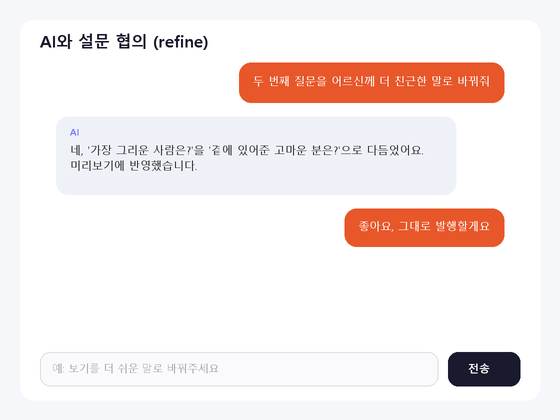 AI와 설문 협의 (refine)
두 번째 질문을 어르신께 더 친근한 말로 바꿔줘
AI
네, '가장 그리운 사람은?'을 '곁에 있어준 고마운 분은?'으로 다듬었어요.
미리보기에 반영했습니다.
좋아요, 그대로 발행할게요
예: 보기를 더 쉬운 말로 바꿔주세요
전송